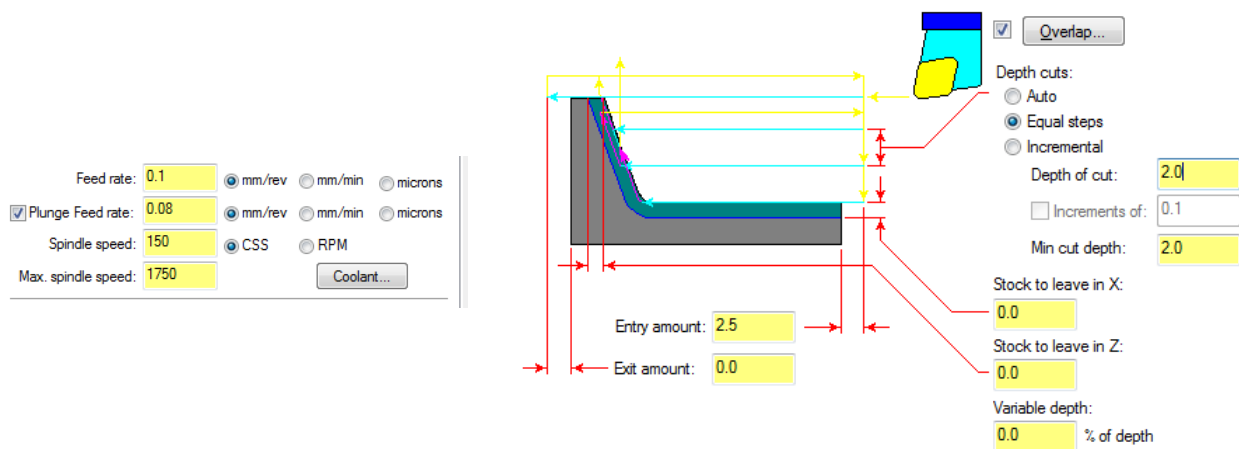 Feed rate: 0.1 mm/rev mm/min microns
Plunge Feed rate: 0.08 mm/rev mm/min microns
Spindle speed: 150 CSS RPM
Max. spindle speed: 1750 Coolant...
Overlap...
Depth cuts:
Auto
Equal steps
Incremental
Depth of cut: 2.0
Increments of: 0.1
Min cut depth: 2.0
Stock to leave in X:
0.0
Stock to leave in Z:
0.0
Variable depth:
0.0 % of depth
Entry amount: 2.5
Exit amount: 0.0